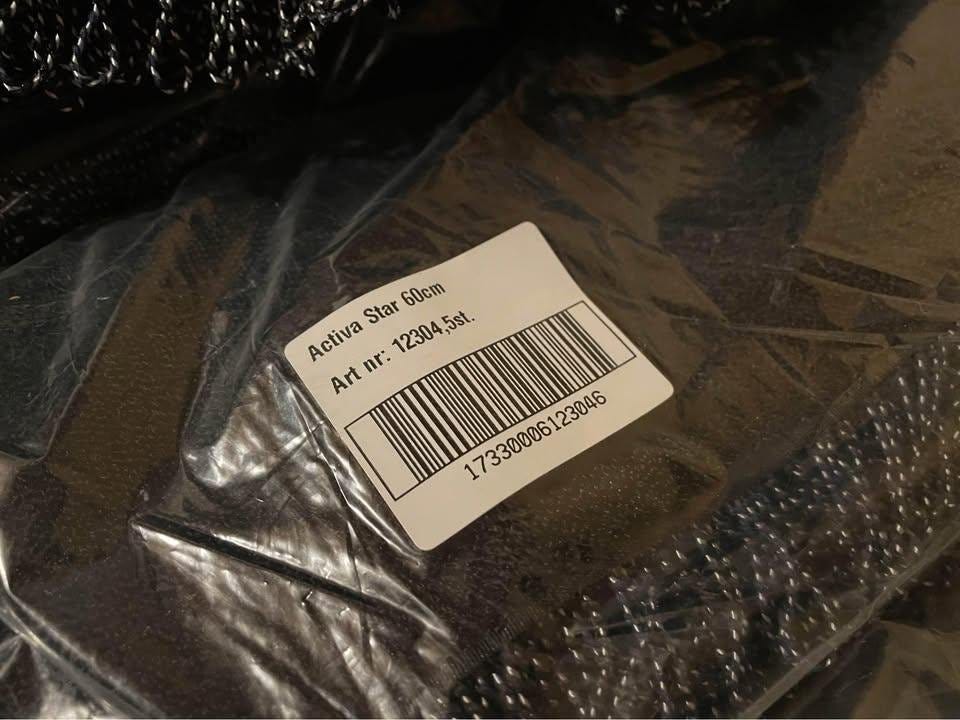 Activa Star 60cm
Art nr: 12304,5st.
17330006123046